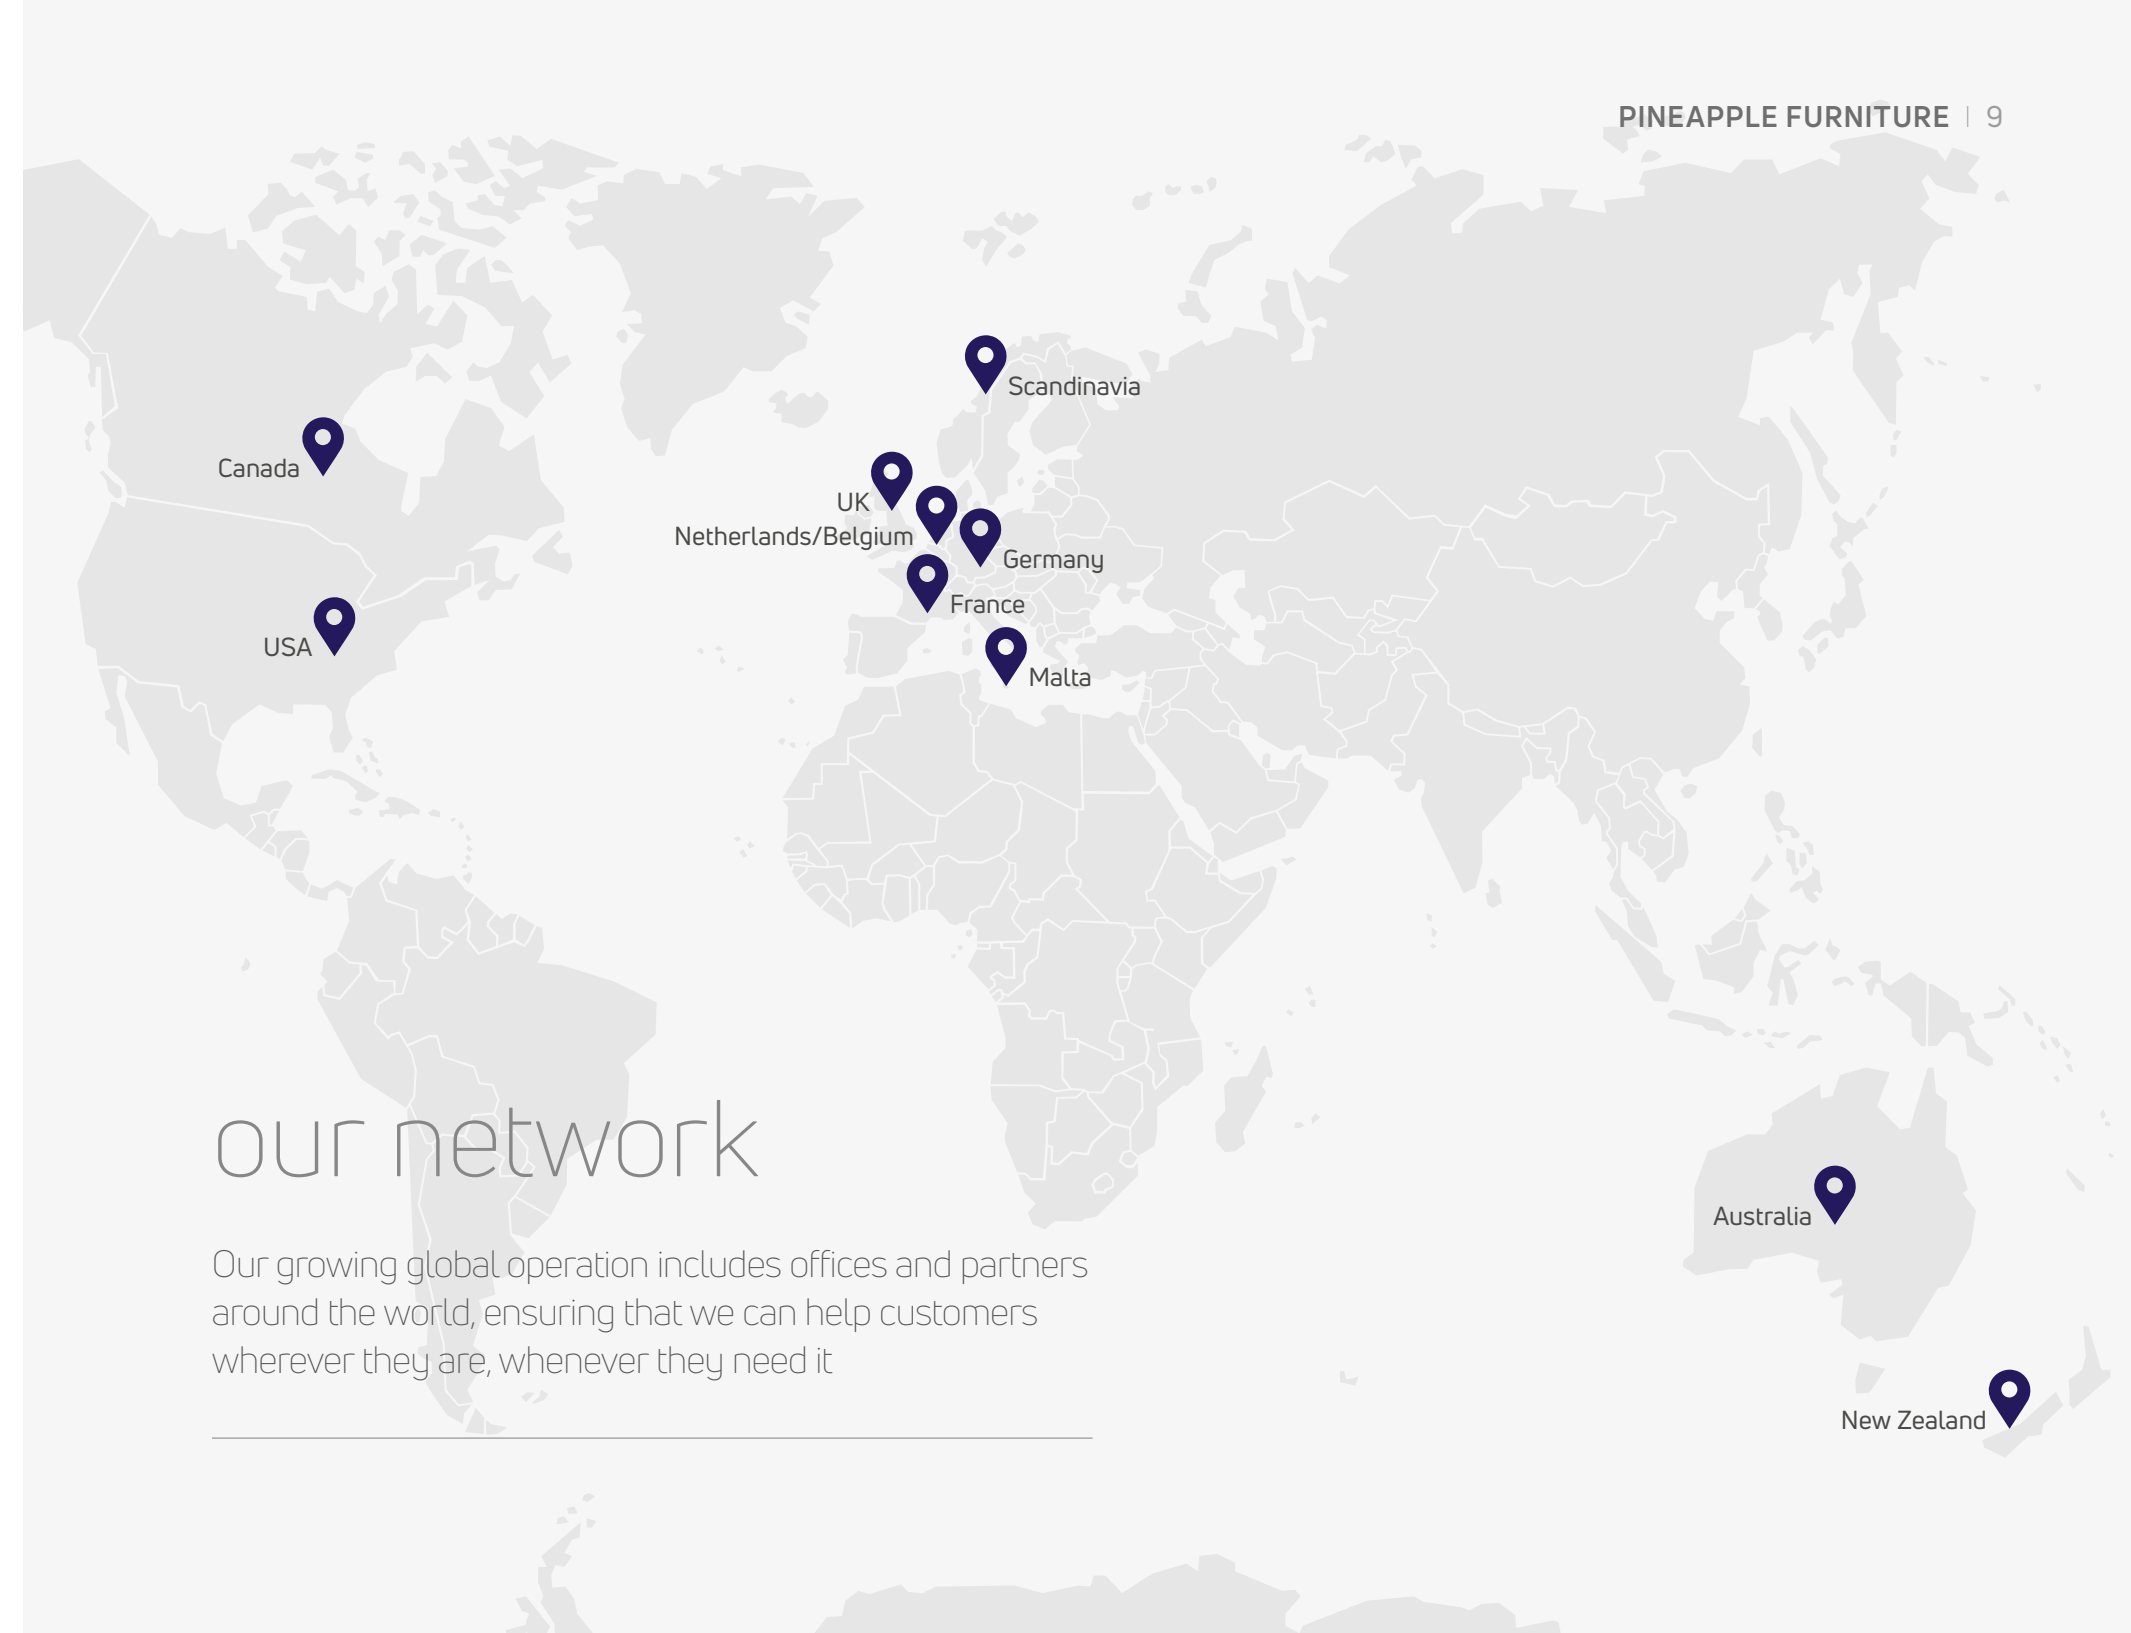 PINEAPPLE FURNITURE | 9
Scandinavia
Canada
UK
Netherlands/Belgium
Germany
France
USA
Malta
our network
Australia
Our growing global operation includes offices and partners
around the world, ensuring that we can help customers
wherever they are, whenever they need it
New Zealand